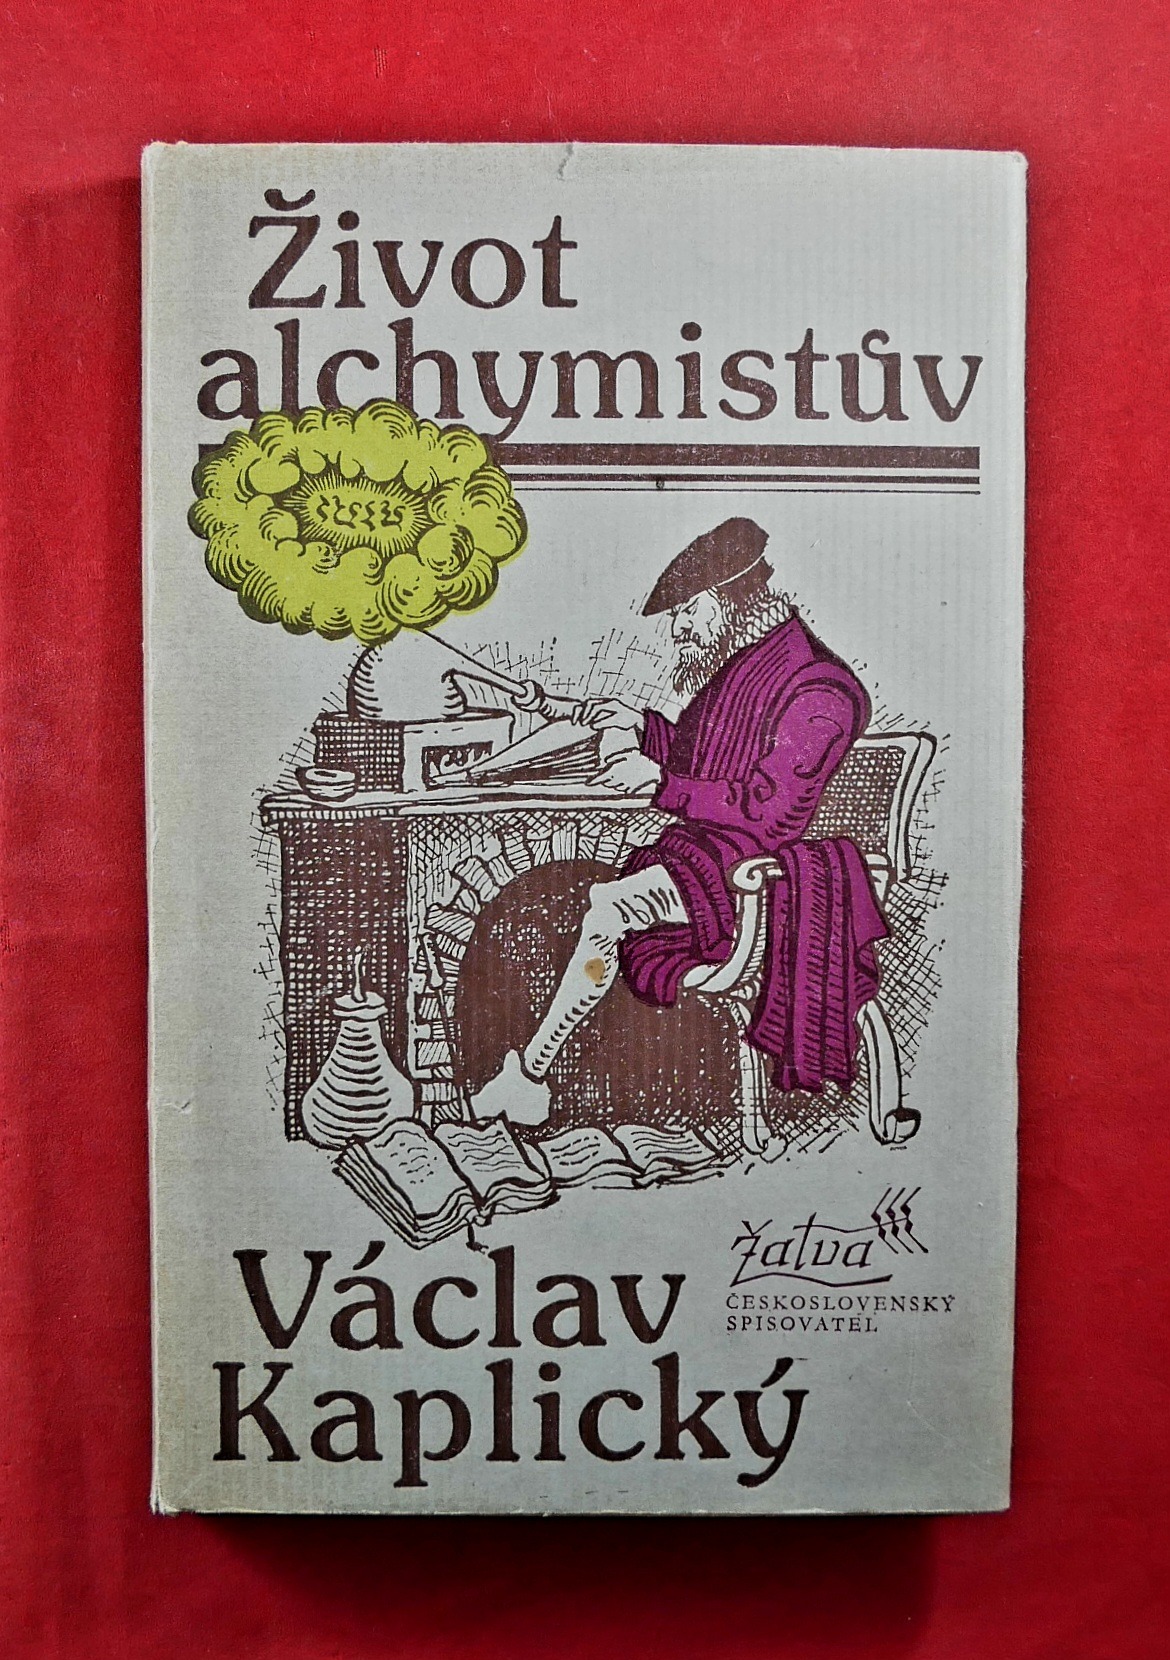 Život
alchymistův
Žatva
ČESKOSLOVENSKÝ
SPISOVATEL
Václav
Kaplický